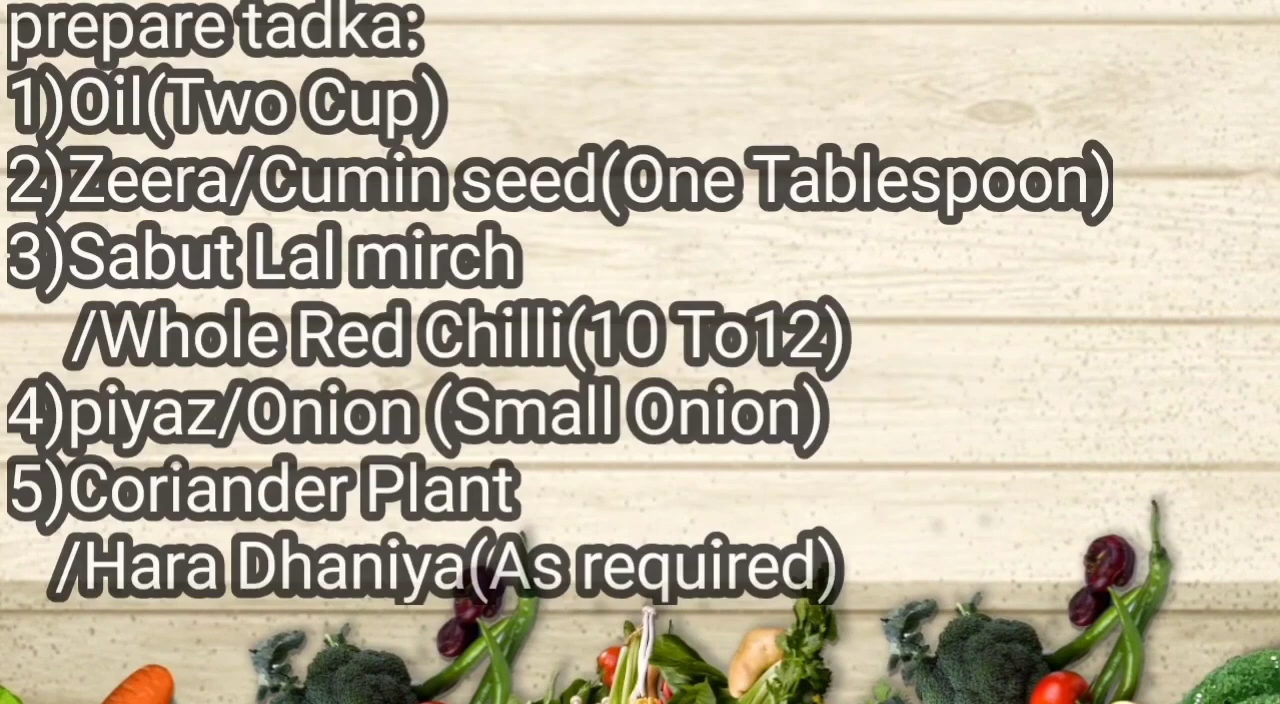 prepare tadka:
1)Oil(Two Cup)
2)Zeera/Cumin seed(One Tablespoon)
3)Sabut Lal mirch
/Whole Red Chilli(10 To12)
4)piyaz/Onion (Small Onion)
5)Coriander Plant
/Hara Dhaniya(As required)